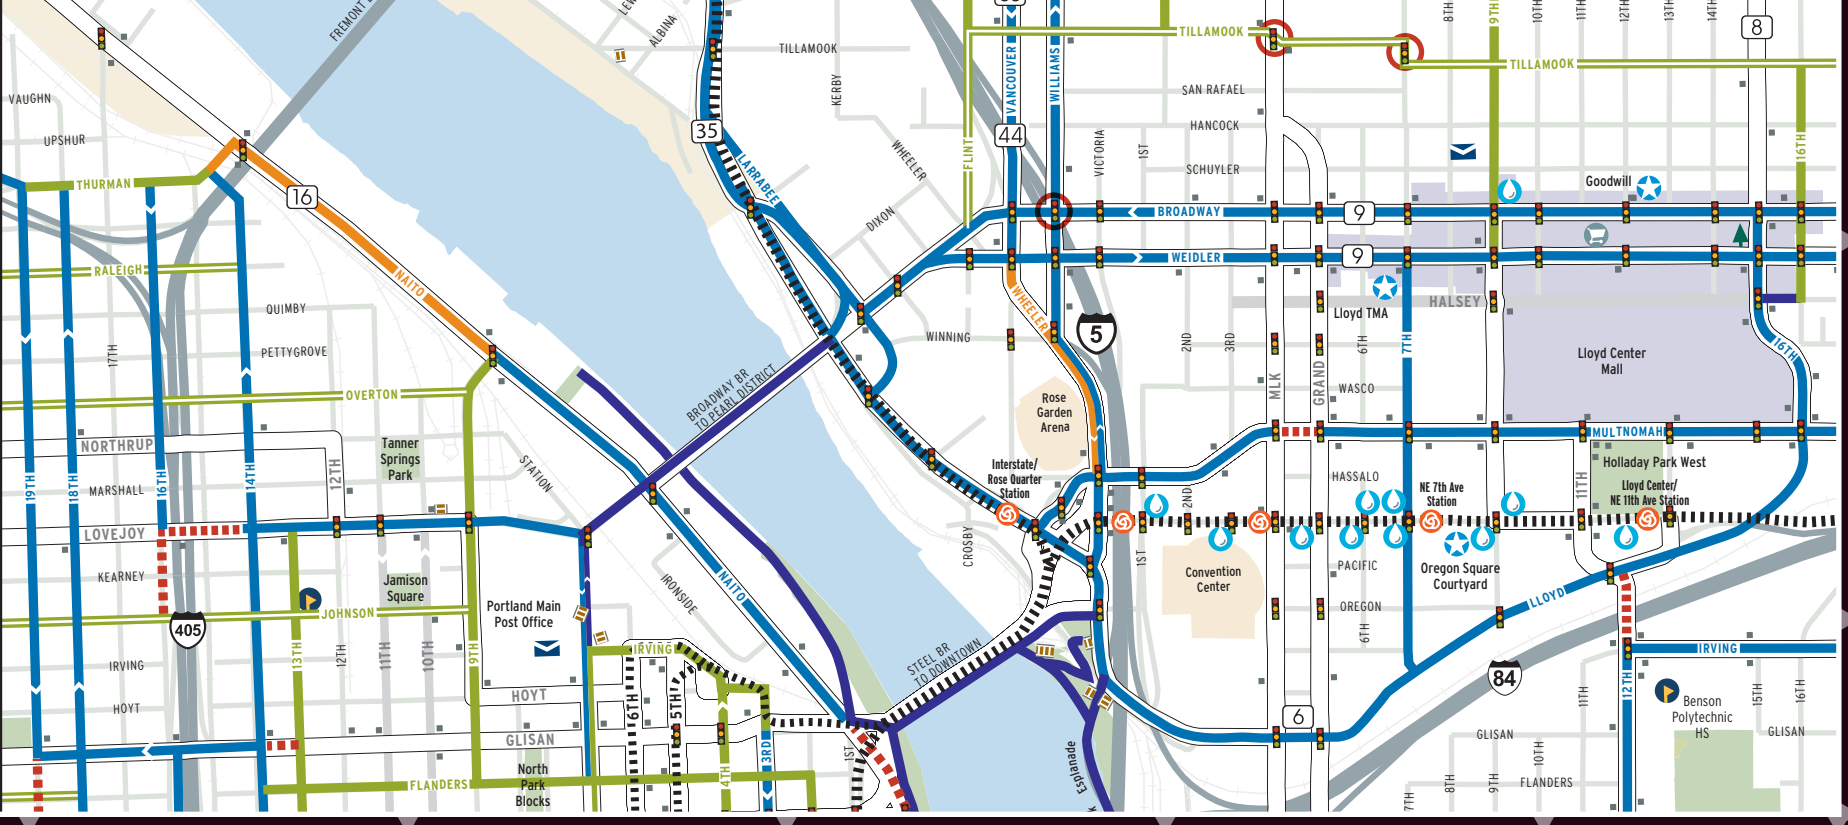 FREMONT
LEW
ALBINA
TILLAMOOK
KERBY
VAUGHN
UPSHUR
THURMAN
16
NAITO
RALEIGH
QUIMBY
PETTYGROVE
17TH
OVERTON
NORTHRUP
12TH
MARSHALL
LOVEJOY
KEARNEY
405
JOHNSON
IRVING
HOYT
19TH
18TH
16TH
14TH
13TH
12TH
11TH
10TH
9TH
Tanner
Springs
Park
Jamison
Square
Portland Main
Post Office
HOYT
GLISAN
FLANDERS
North
Park
Blocks
STATION
IRONSIDE
NAITO
IRVING
6TH
5TH
4TH
3RD
1ST
35
LARRABEE
WHEELER
DIXON
BROADWAY BR
TO PEARL DISTRICT
STEEL BR
TO DOWNTOWN
Esplanade
FLINT
VANCOUVER
WILLIAMS
44
VICTORIA
1ST
TILLAMOOK
TILLAMOOK
SAN RAFAEL
HANCOCK
SCHUYLER
BROADWAY
9
WEIDLER
9
WHEELER
WINNING
5
Rose
Garden
Arena
Interstate/
Rose Quarter
Station
CROSBY
2ND
3RD
MLK
GRAND
6TH
7TH
WASCO
HALSEY
Lloyd TMA
Goodwill
Lloyd Center
Mall
8TH
9TH
10TH
11TH
12TH
13TH
14TH
8
16TH
16TH
MULTNOMAH
Holladay Park West
Lloyd Center/
NE 11th Ave Station
11TH
HASSALO
NE 7th Ave
Station
2ND
1ST
Convention
Center
PACIFIC
OREGON
6TH
Oregon Square
Courtyard
LLOYD
84
6
IRVING
12TH
11TH
Benson
Polytechnic
HS
15TH
16TH
GLISAN
GLISAN
10TH
9TH
8TH
7TH
FLANDERS